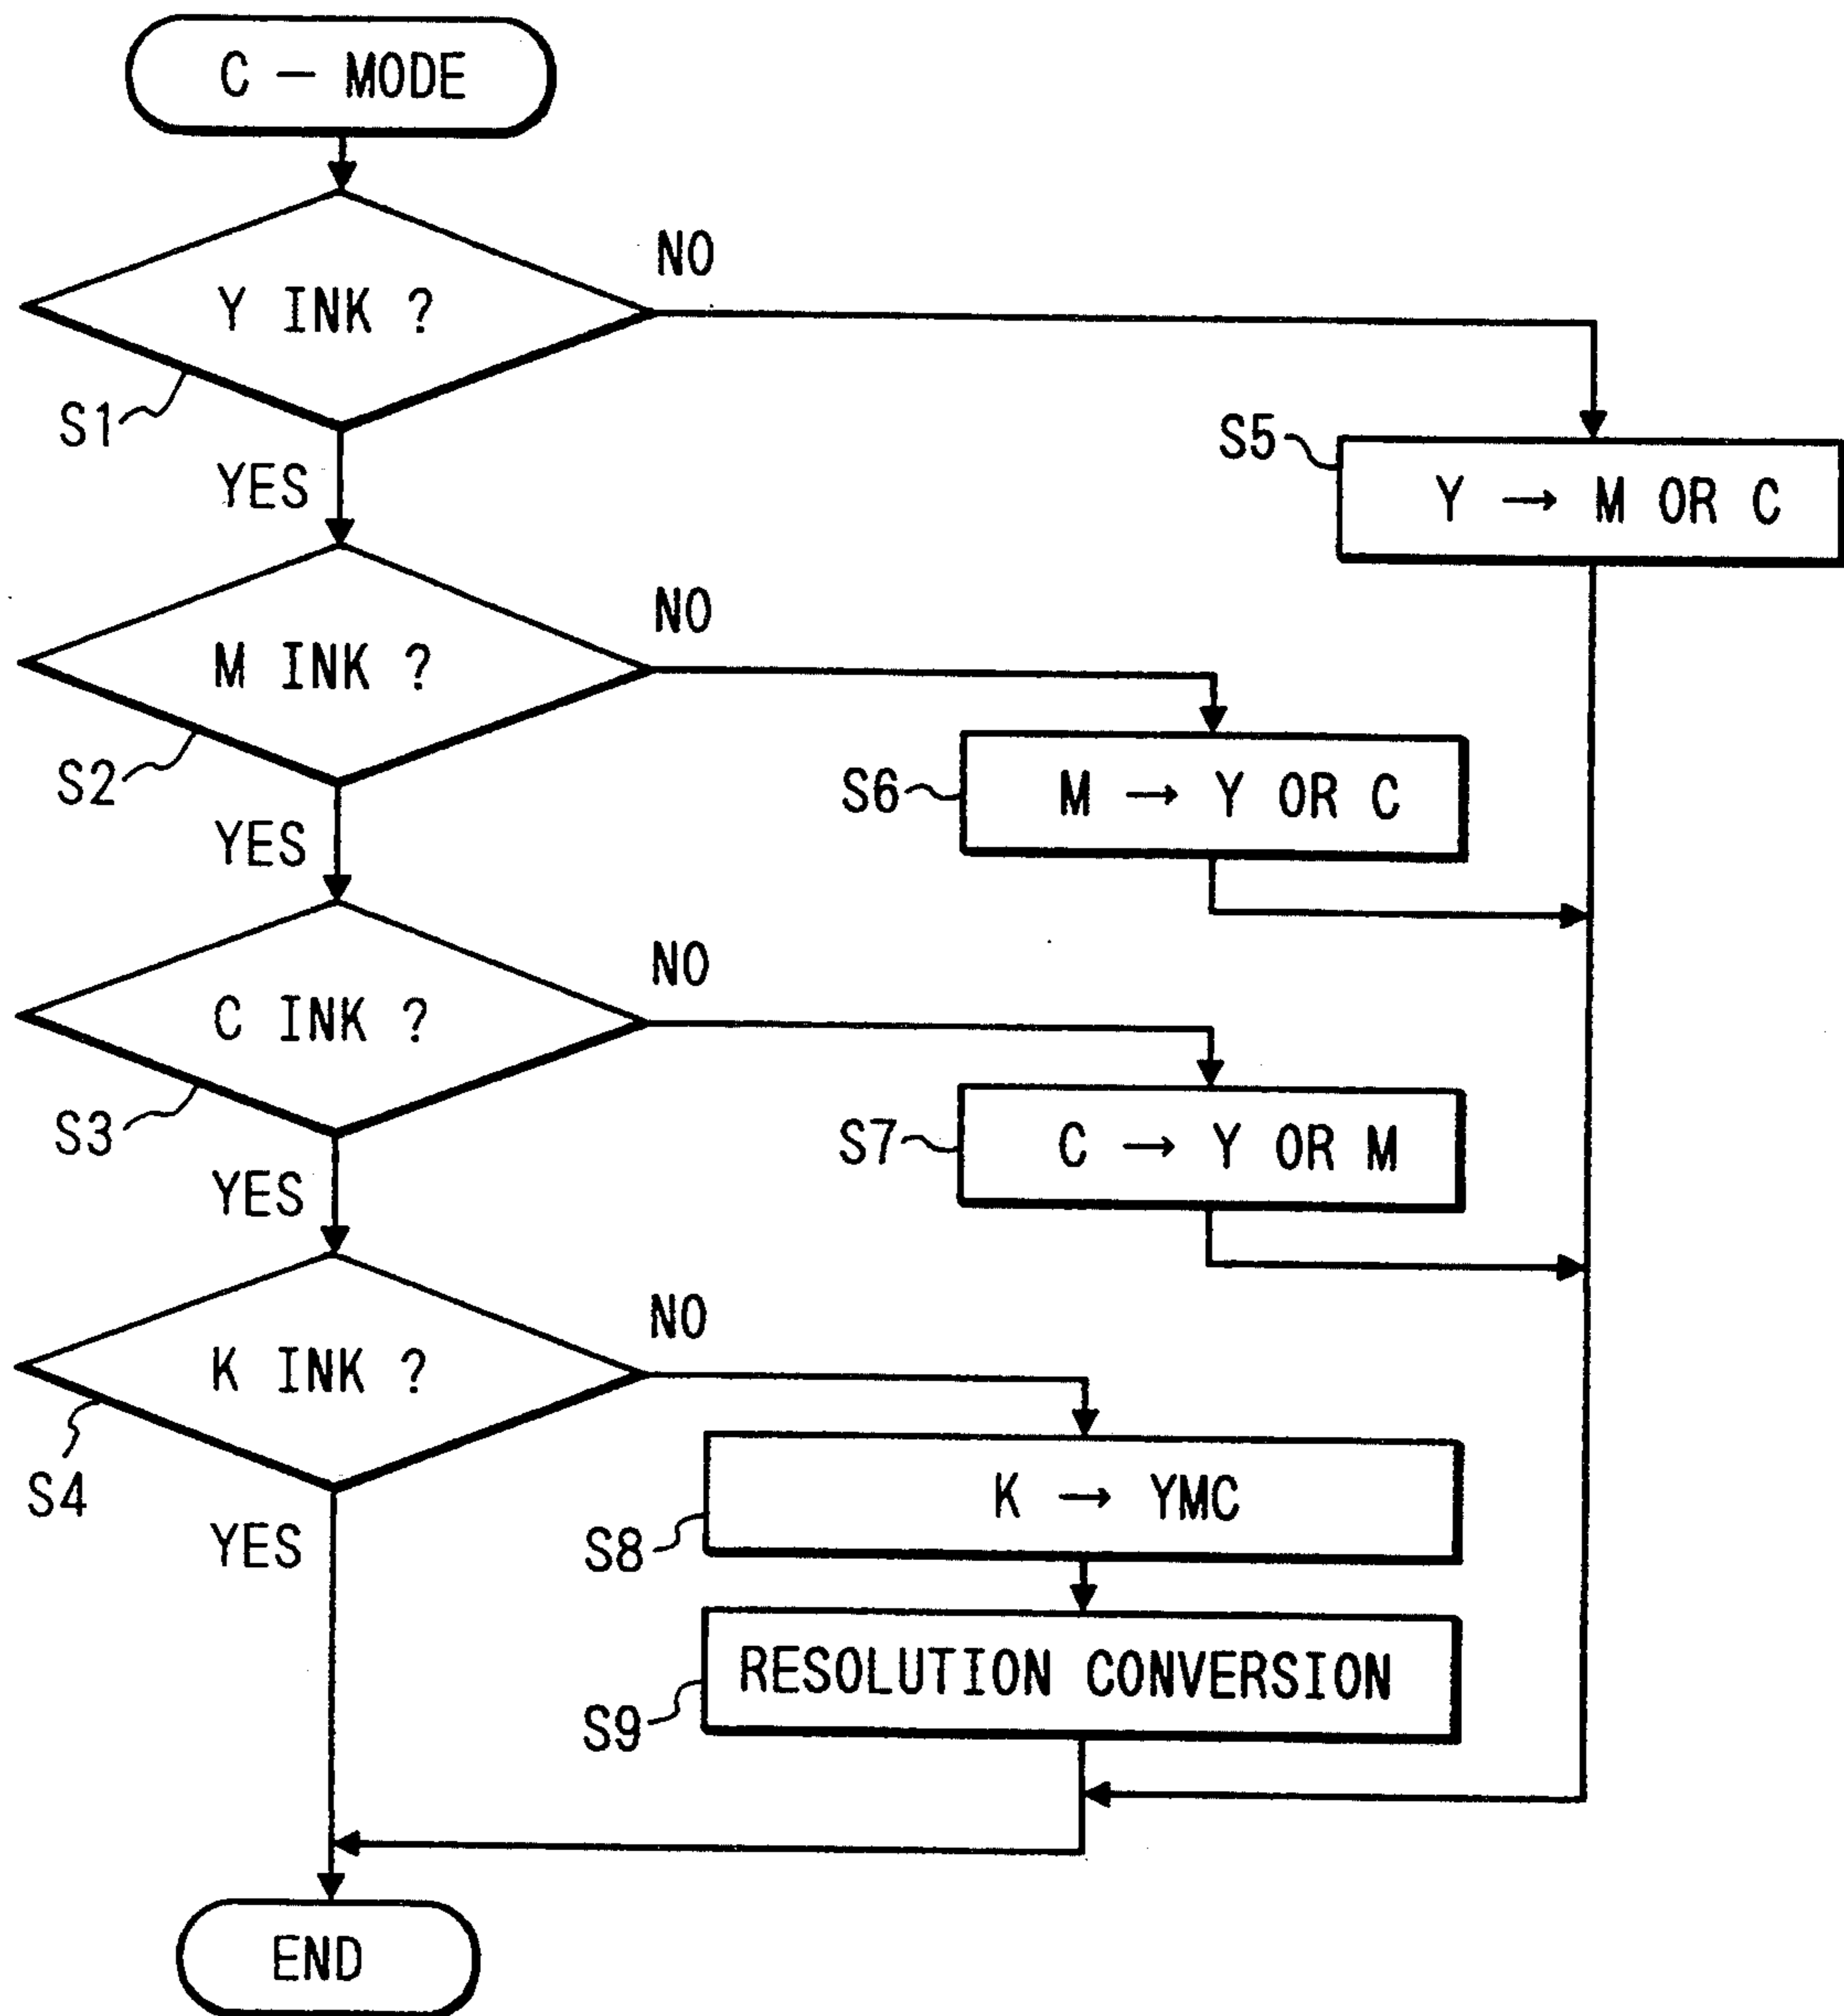 C — MODE
Y INK ?
NO
S1
YES
S5
Y → M OR C
M INK ?
NO
S2
YES
S6
M → Y OR C
C INK ?
NO
S3
YES
S7
C → Y OR M
K INK ?
NO
S4
YES
S8
K → YMC
S9
RESOLUTION CONVERSION
END